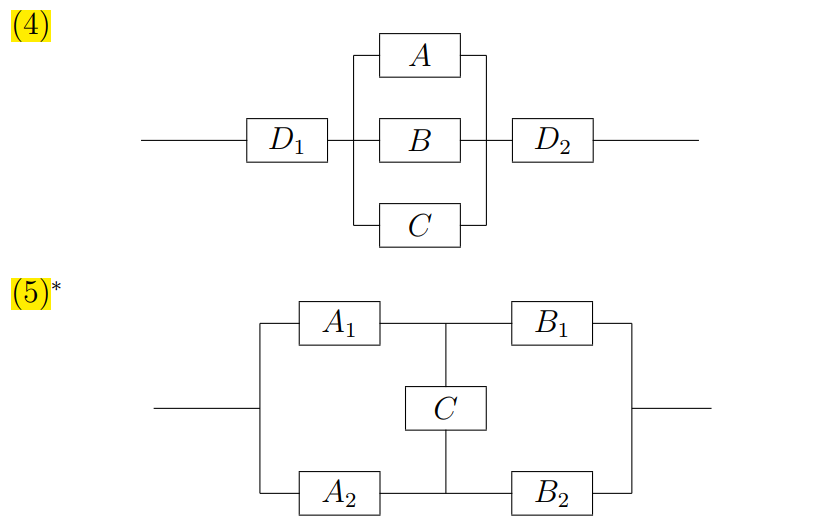 (4)
A
D₁ B D₂
C
(5)*
A₁ B₁
C
A₂ B₂